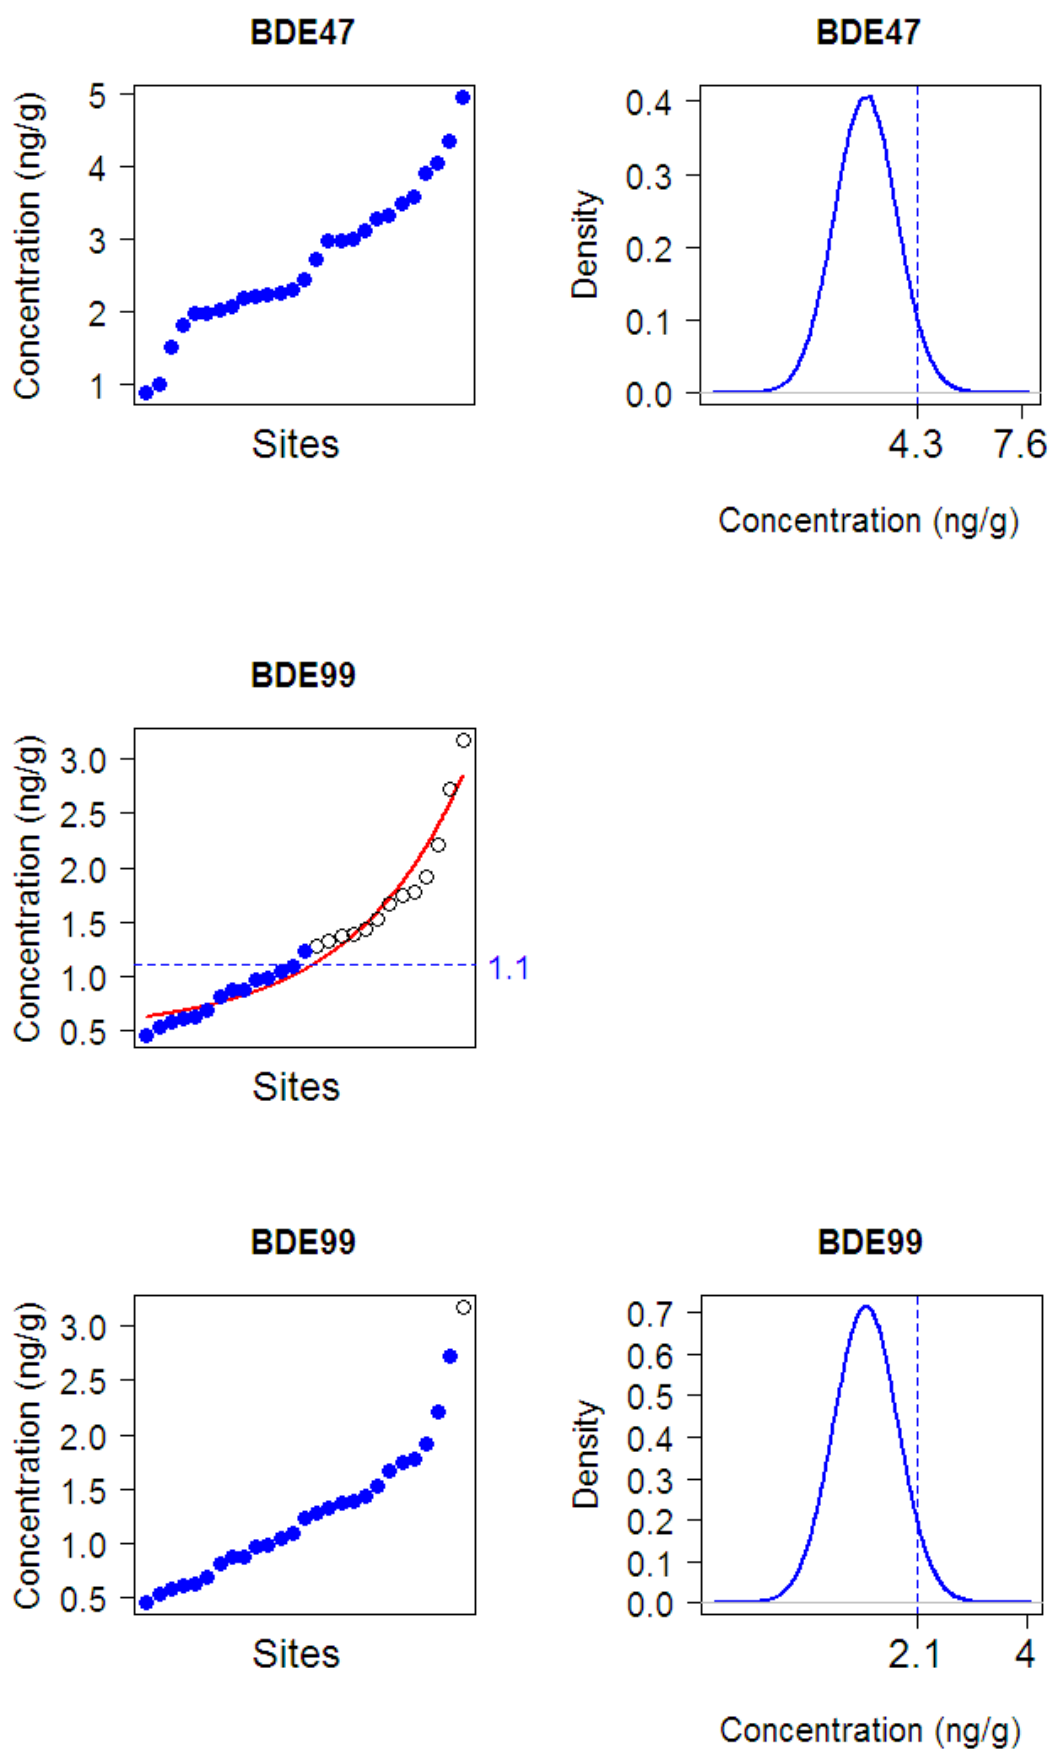 BDE47
Concentration (ng/g)
5
4
3
2
1
Sites
BDE47
Density
0.4
0.3
0.2
0.1
0.0
4.3 7.6
Concentration (ng/g)
BDE99
Concentration (ng/g)
3.0
2.5
2.0
1.5
1.0
0.5
1.1
Sites
BDE99
Concentration (ng/g)
3.0
2.5
2.0
1.5
1.0
0.5
Sites
BDE99
Density
0.7
0.6
0.5
0.4
0.3
0.2
0.1
0.0
2.1 4
Concentration (ng/g)